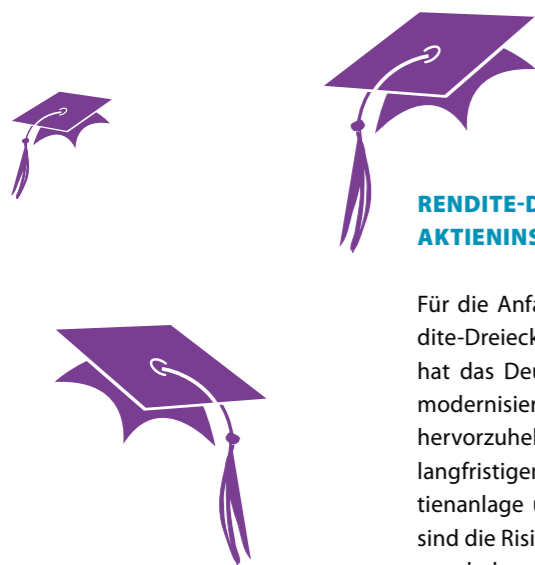 RENDITE-D
AKTIENINS
Für die Anfa
dite-Dreieck
hat das Deu
modernisier
hervorzuhel
langfristiger
tienanlage u
sind die Risi